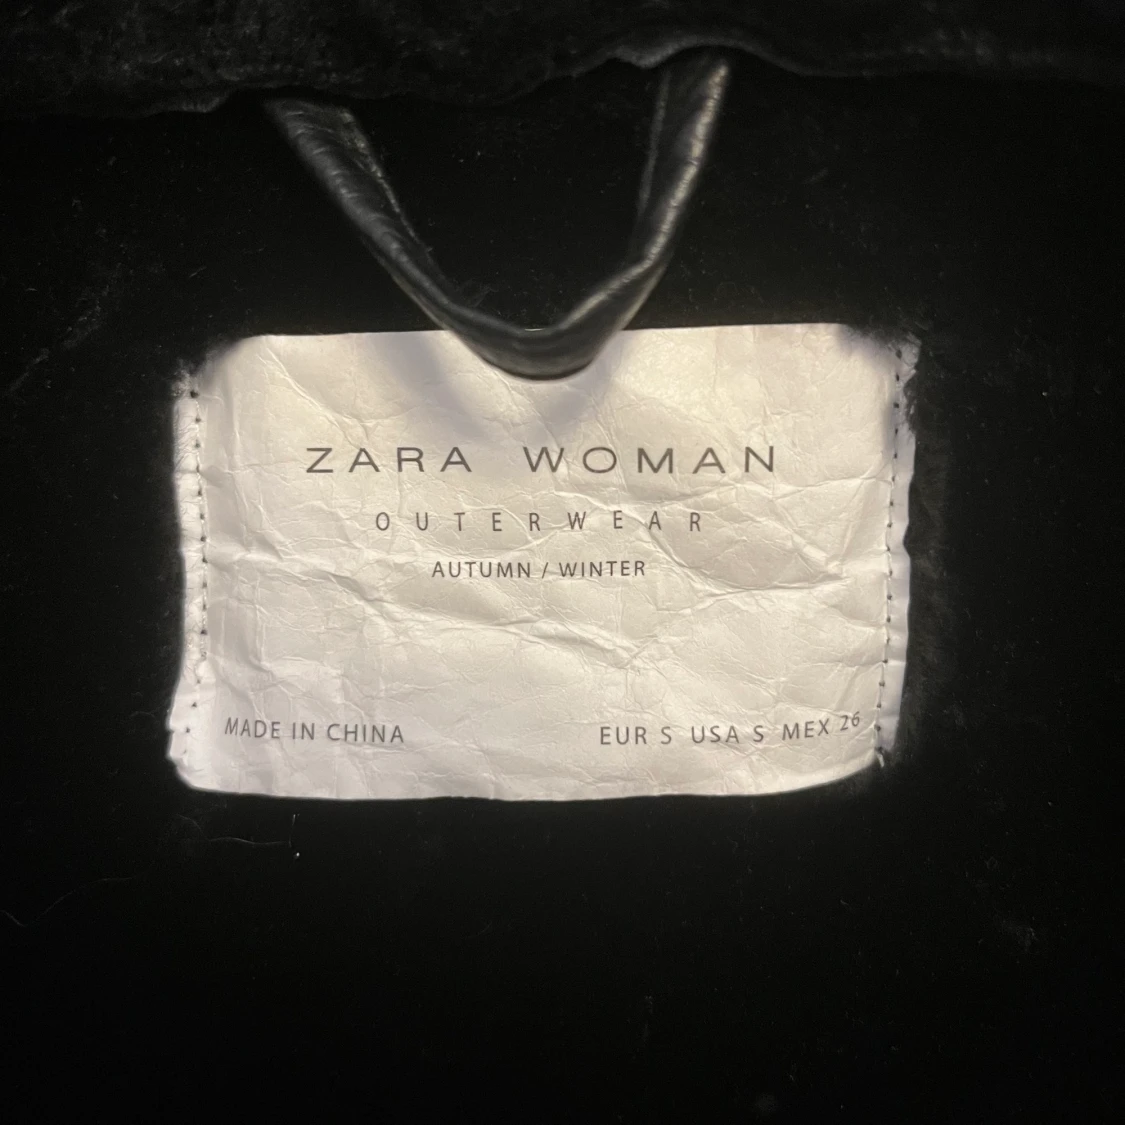 ZARA WOMAN
OUTERWEAR
AUTUMN / WINTER
MADE IN CHINA
EUR S USA S MEX 26